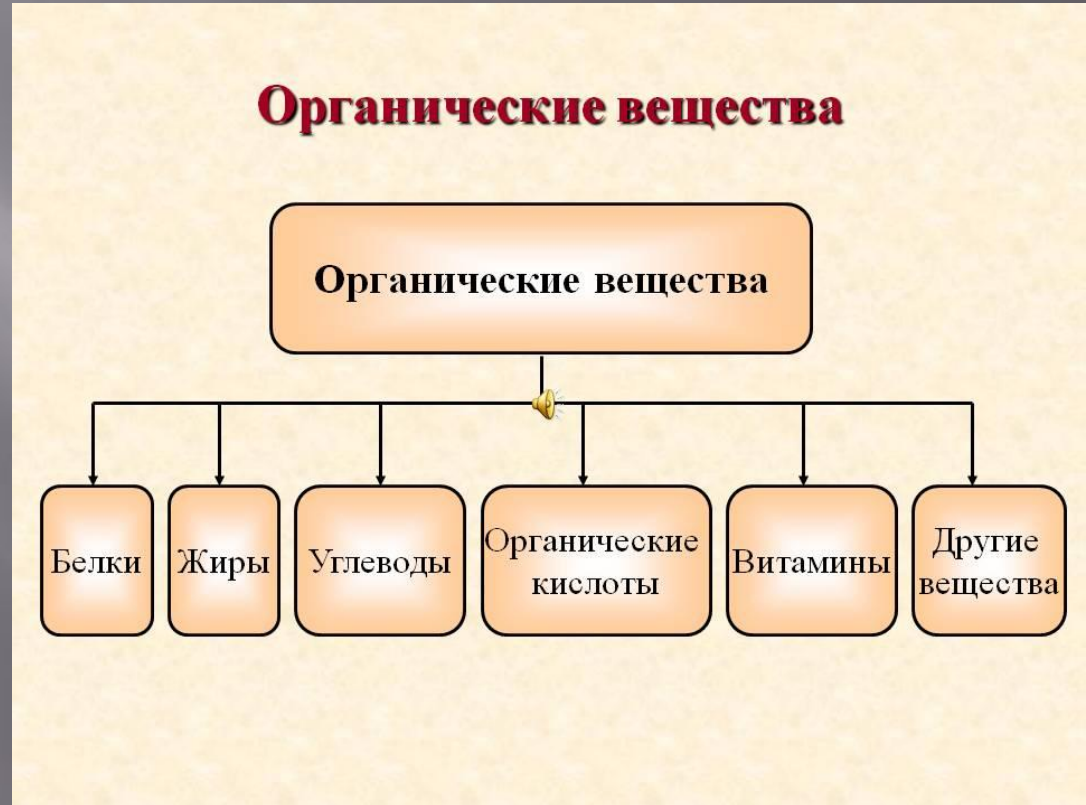 Органические вещества
Органические вещества
Белки
Жиры
Углеводы
Органические
кислоты
Витамины
Другие
вещества